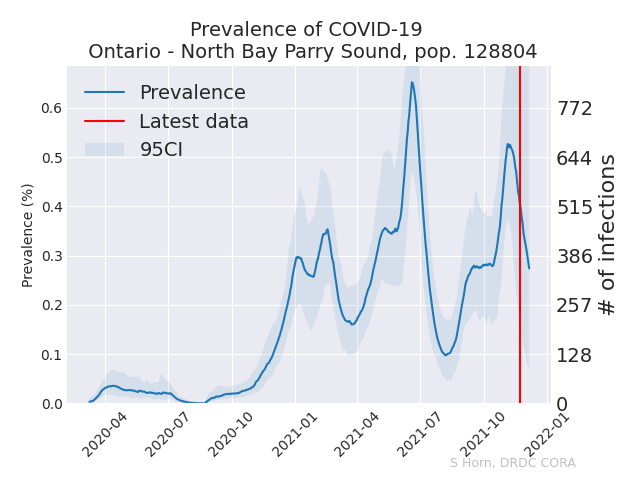 Prevalence of COVID-19
Ontario - North Bay Parry Sound, pop. 128804
Prevalence
Latest data
95CI
Prevalence (%)
0.6
0.5
0.4
0.3
0.2
0.1
0.0
772
644
515
386
257
128
0
# of infections
2020-04
2020-07
2020-10
2021-01
2021-04
2021-07
2021-10
2022-01
S Horn, DRDC CORA